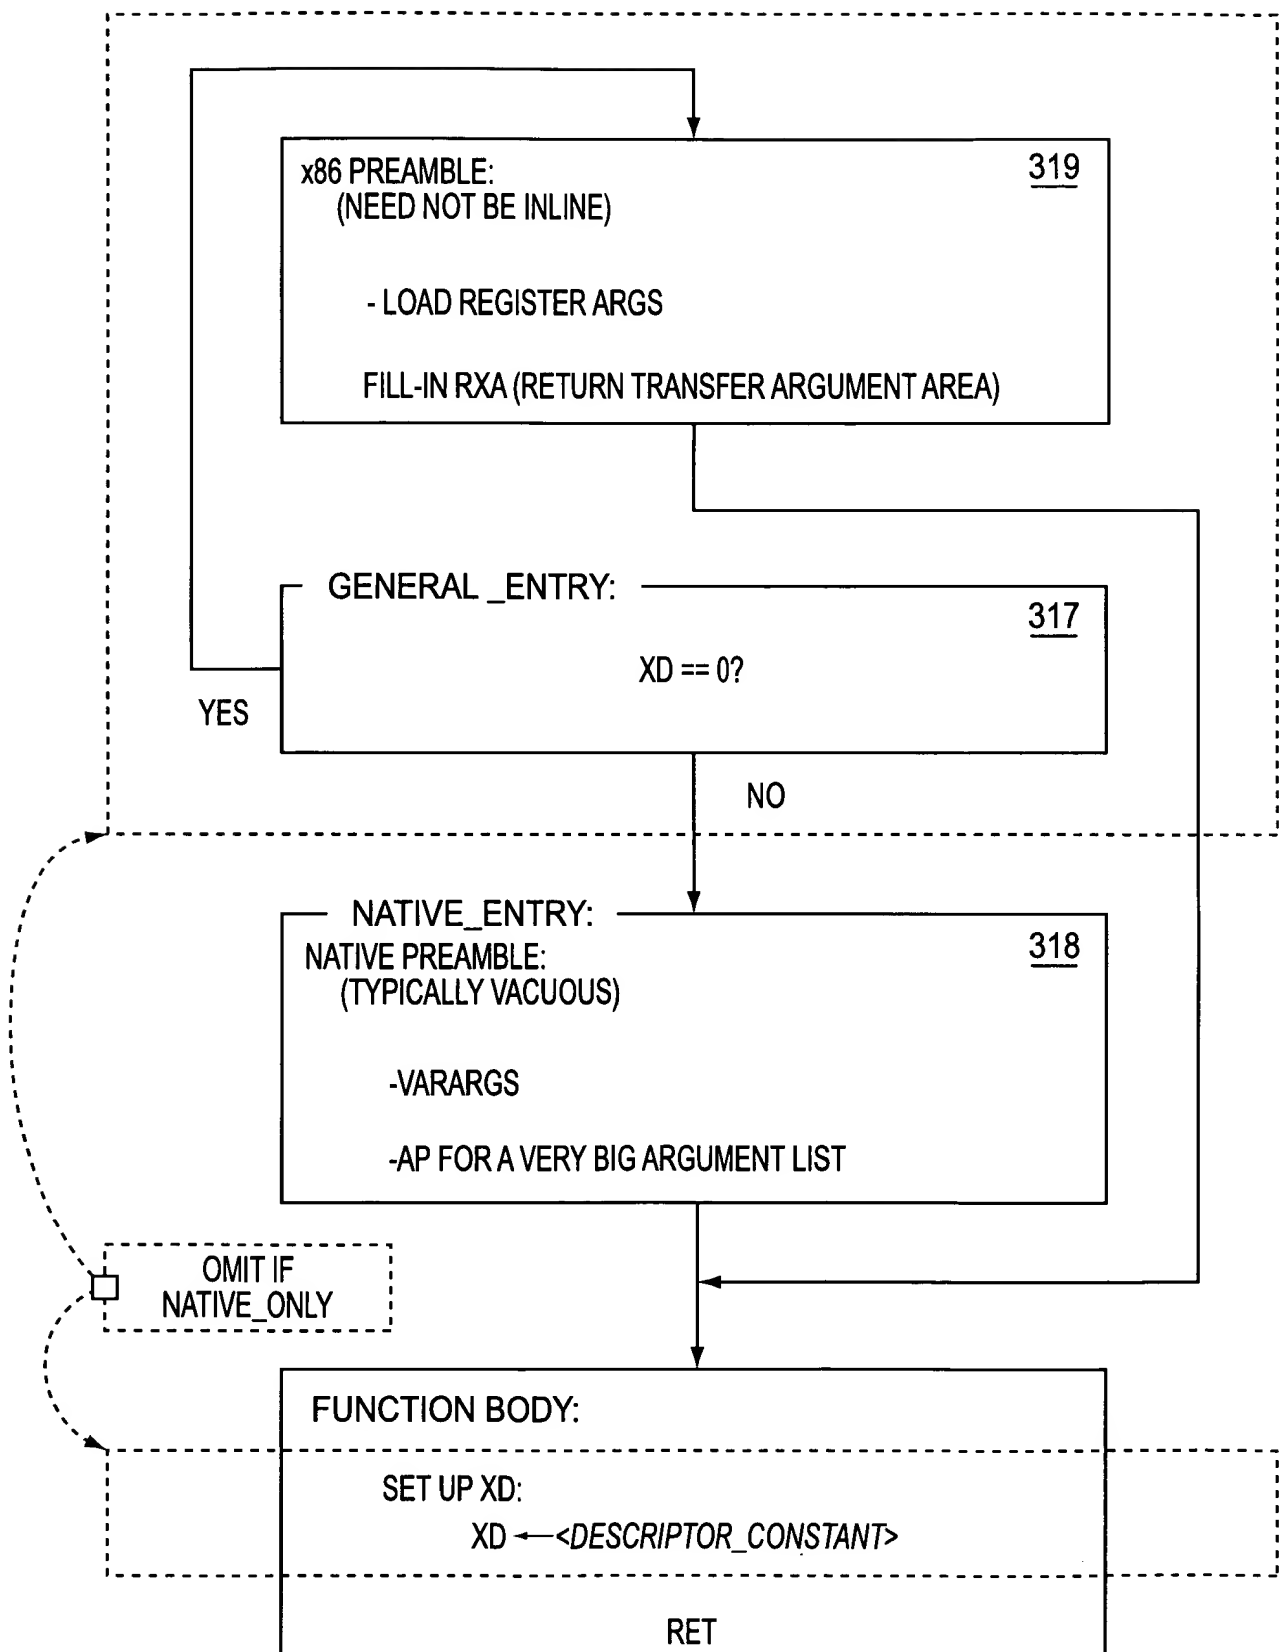 x86 PREAMBLE:
319
(NEED NOT BE INLINE)
- LOAD REGISTER ARGS
FILL-IN RXA (RETURN TRANSFER ARGUMENT AREA)
GENERAL _ENTRY:
317
XD == 0?
YES
NO
NATIVE_ENTRY:
NATIVE PREAMBLE:
318
(TYPICALLY VACUOUS)
-VARARGS
-AP FOR A VERY BIG ARGUMENT LIST
OMIT IF
NATIVE_ONLY
FUNCTION BODY:
SET UP XD:
XD ←<DESCRIPTOR_CONSTANT>
RET